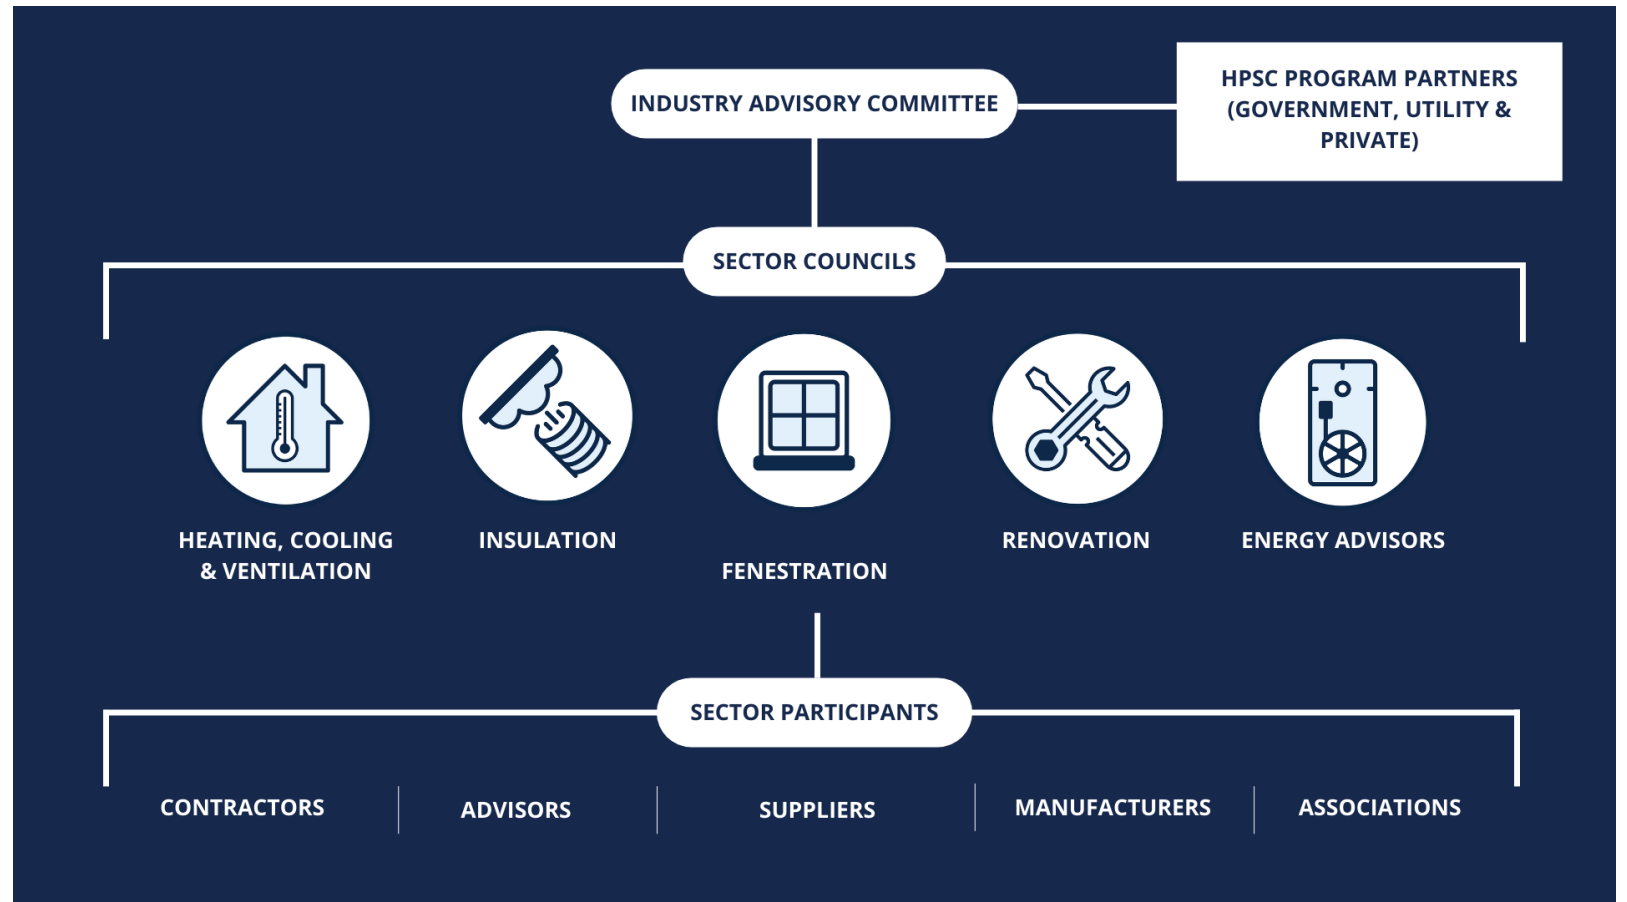 INDUSTRY ADVISORY COMMITTEE
HPSC PROGRAM PARTNERS
(GOVERNMENT, UTILITY &
PRIVATE)
SECTOR COUNCILS
HEATING, COOLING
& VENTILATION
INSULATION
FENESTRATION
RENOVATION
ENERGY ADVISORS
SECTOR PARTICIPANTS
CONTRACTORS
ADVISORS
SUPPLIERS
MANUFACTURERS
ASSOCIATIONS